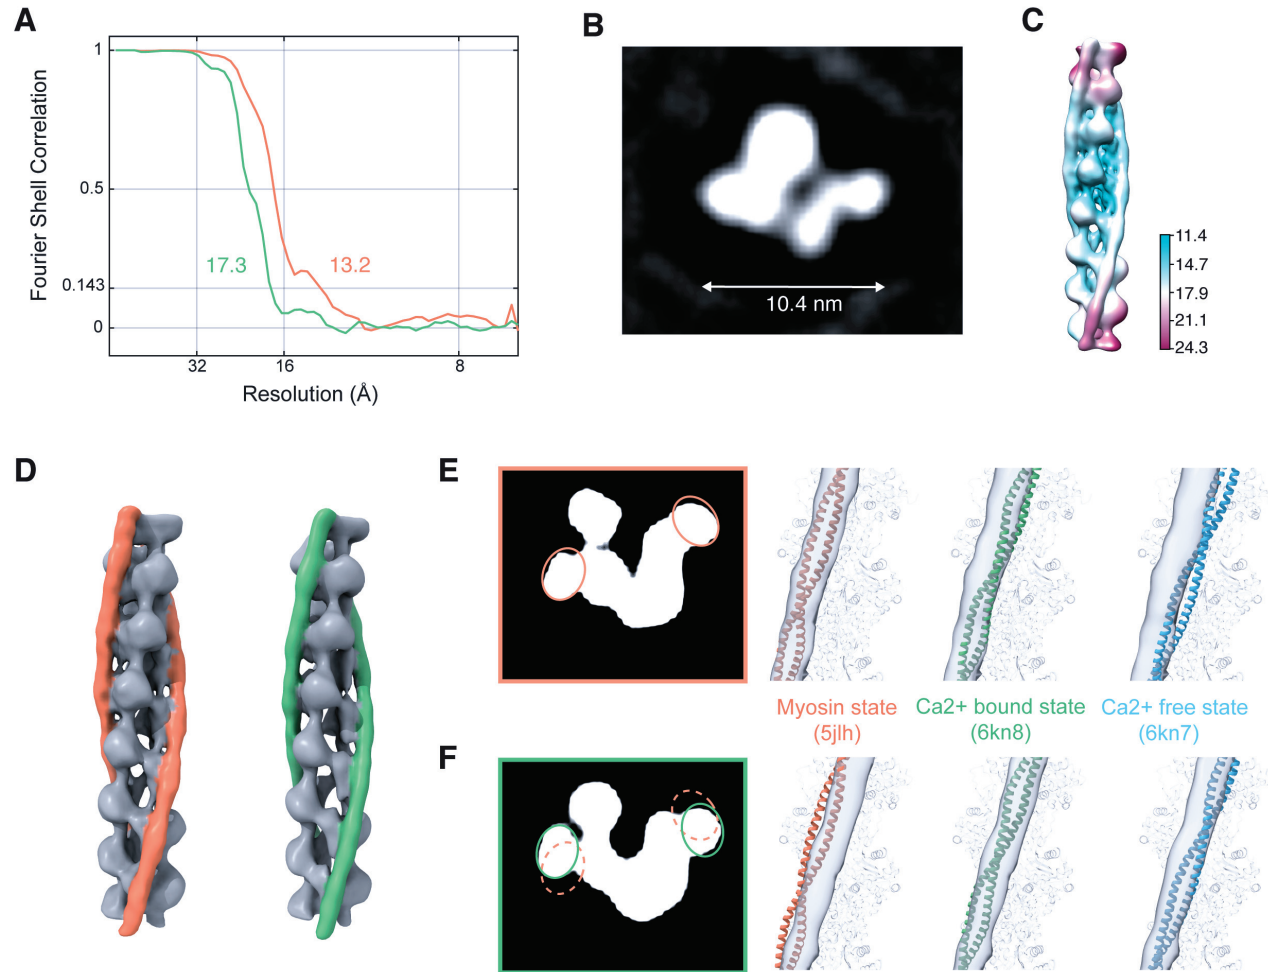 A
1
0.5
0.143
0
Fourier Shell Correlation
17.3
13.2
32
16
8
Resolution (Å)
B
10.4 nm
C
11.4
14.7
17.9
21.1
24.3
D
E
Myosin state
(5jlh)
Ca2+ bound state
(6kn8)
Ca2+ free state
(6kn7)
F